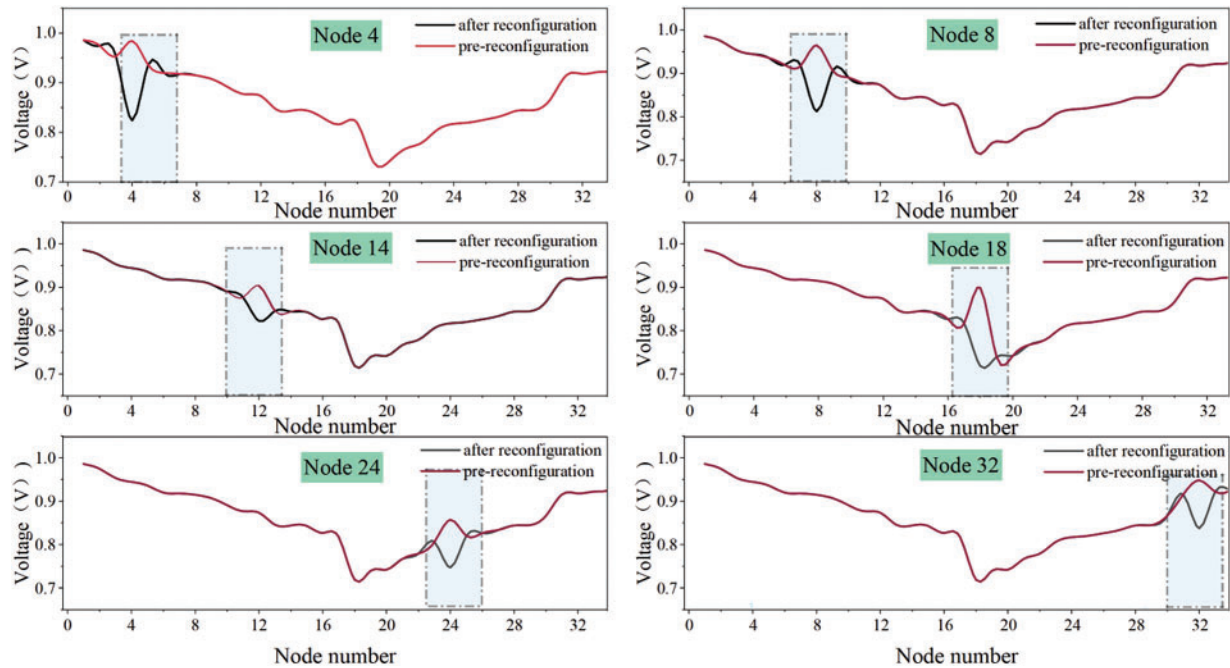 Node 4
after reconfiguration
pre-reconfiguration
Voltage（V）
1.0
0.9
0.8
0.7
0 4 8 12 16 20 24 28 32
Node number
Node 8
after reconfiguration
pre-reconfiguration
Voltage（V）
1.0
0.9
0.8
0.7
0 4 8 12 16 20 24 28 32
Node number
Node 14
after reconfiguration
pre-reconfiguration
Voltage（V）
1.0
0.9
0.8
0.7
0 4 8 12 16 20 24 28 32
Node number
Node 18
after reconfiguration
pre-reconfiguration
Voltage（V）
1.0
0.9
0.8
0.7
0 4 8 12 16 20 24 28 32
Node number
Node 24
after reconfiguration
pre-reconfiguration
Voltage（V）
1.0
0.9
0.8
0.7
0 4 8 12 16 20 24 28 32
Node number
Node 32
after reconfiguration
pre-reconfiguration
Voltage（V）
1.0
0.9
0.8
0.7
0 4 8 12 16 20 24 28 32
Node number